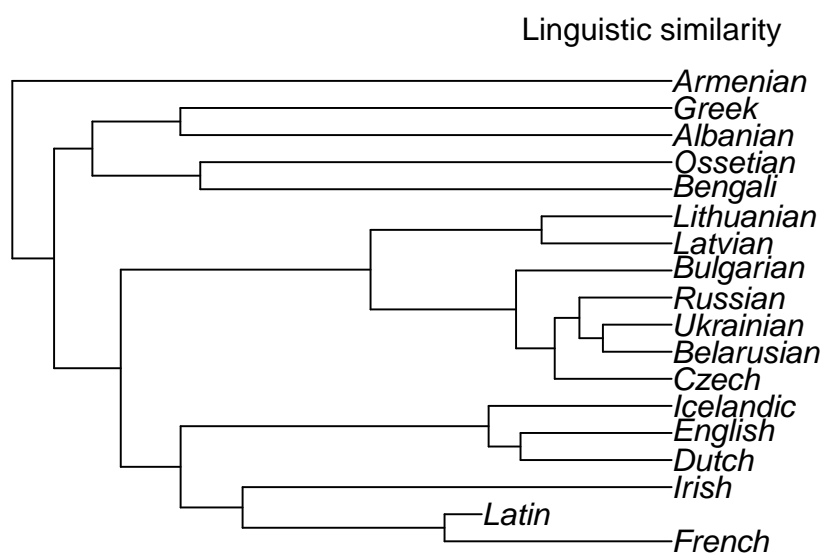 Linguistic similarity
Armenian
Greek
Albanian
Ossetian
Bengali
Lithuanian
Latvian
Bulgarian
Russian
Ukrainian
Belarusian
Czech
Icelandic
English
Dutch
Irish
Latin
French